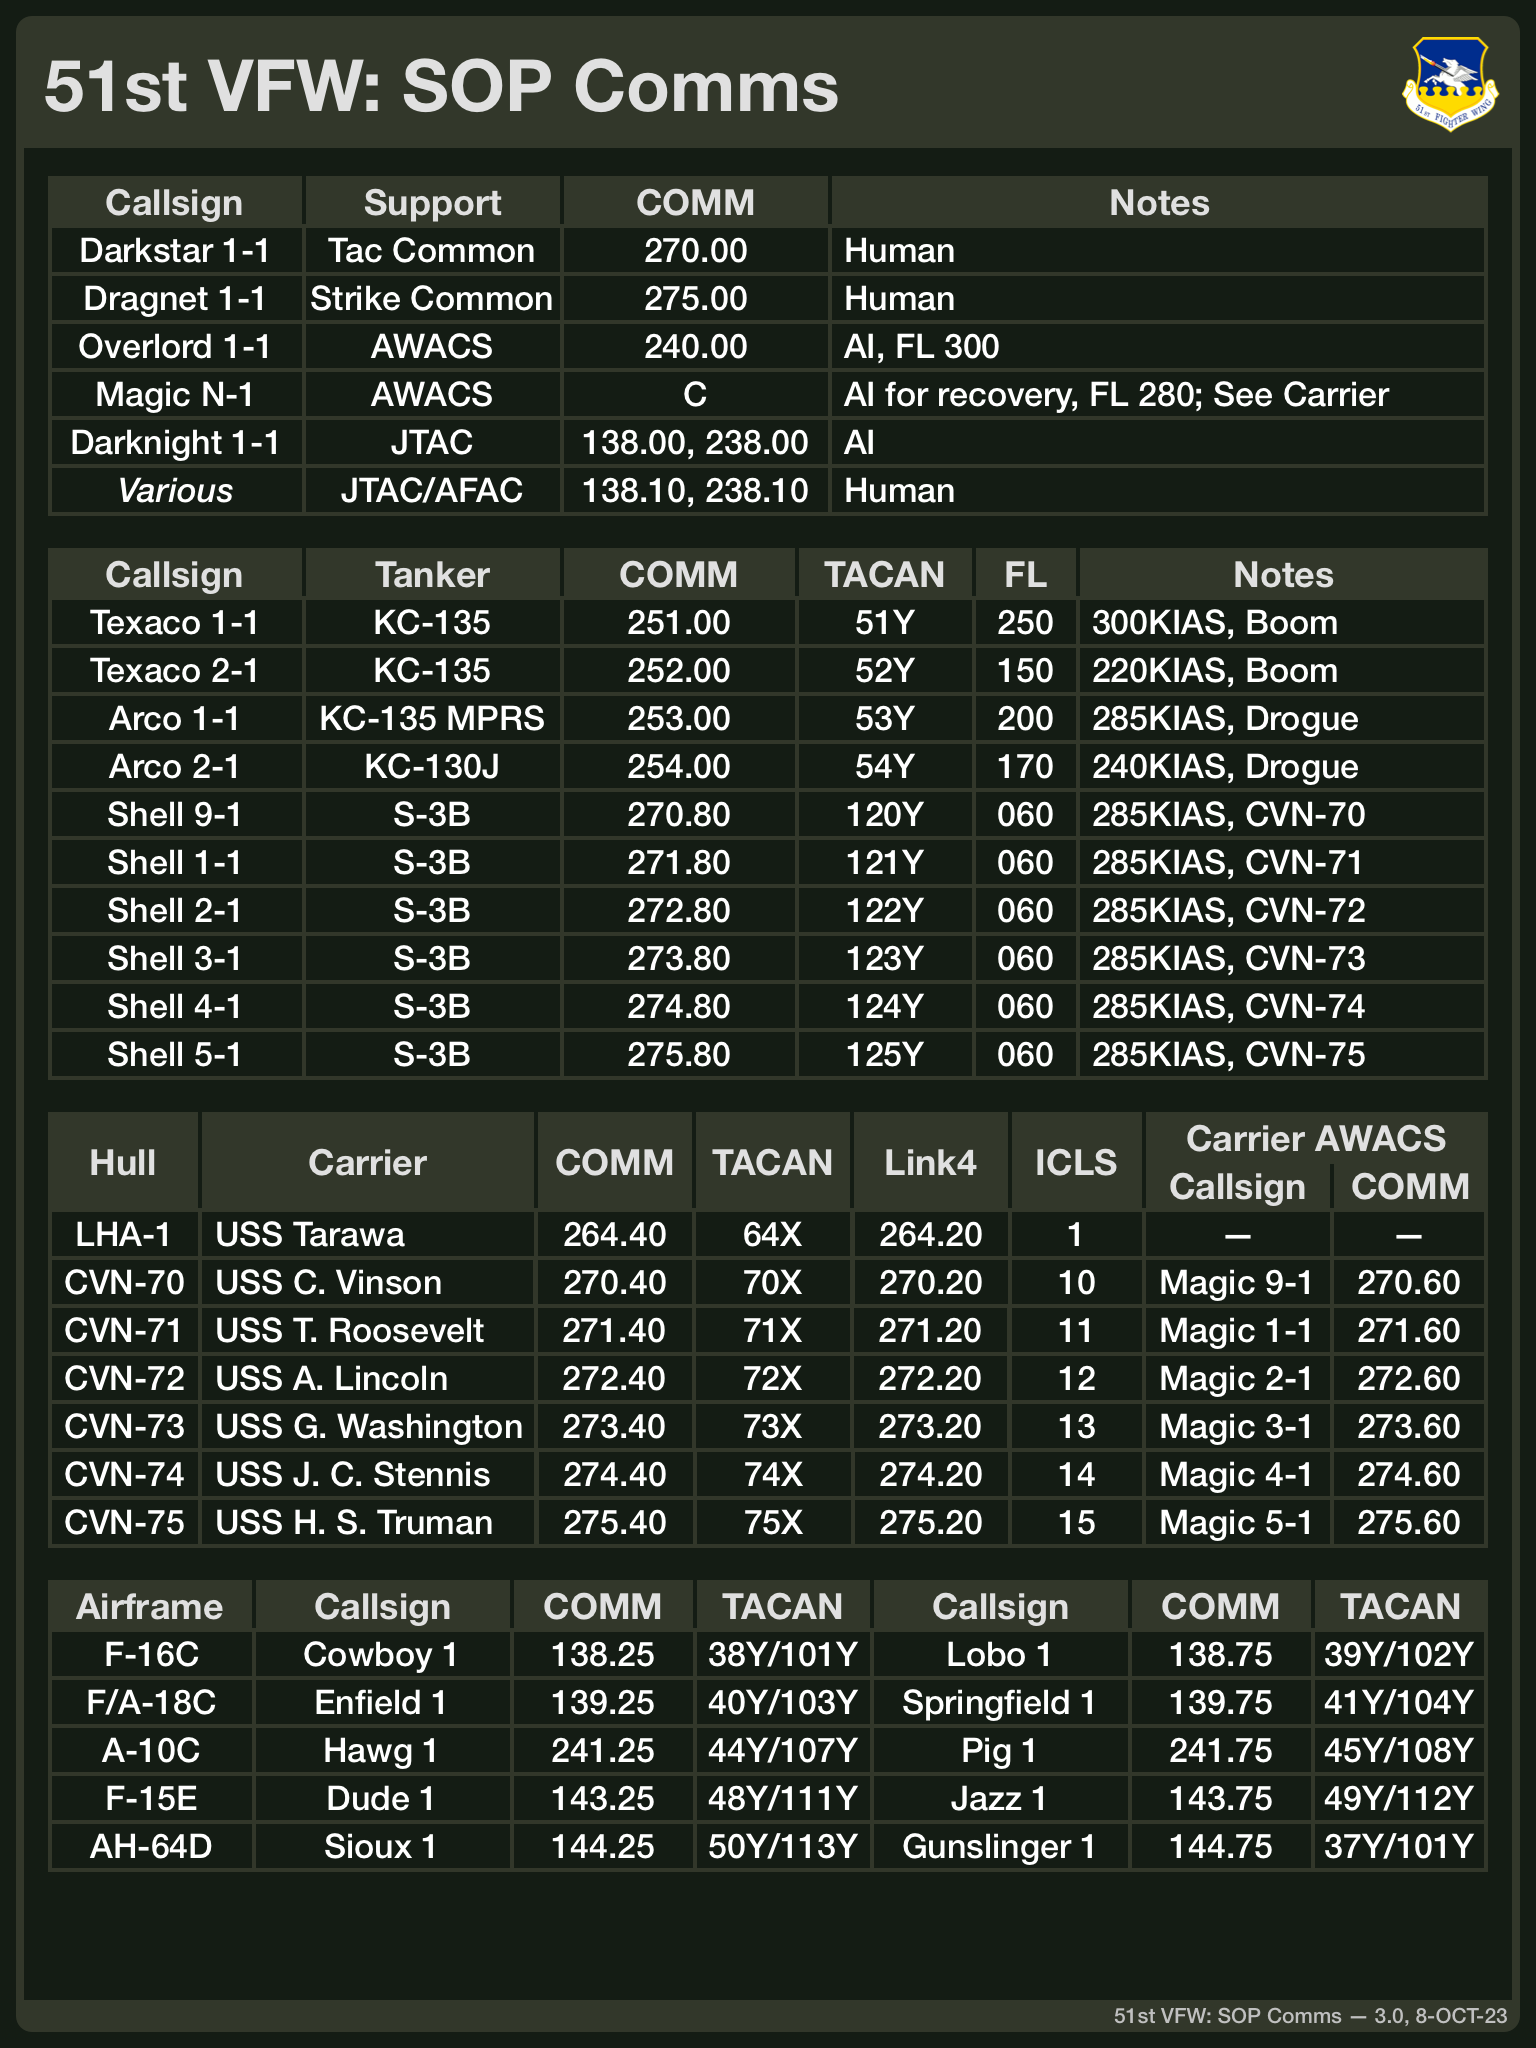 51st VFW: SOP Comms
51st FIGHTER WING
Callsign Support COMM Notes
Darkstar 1-1 Tac Common 270.00 Human
Dragnet 1-1 Strike Common 275.00 Human
Overlord 1-1 AWACS 240.00 AI, FL 300
Magic N-1 AWACS C AI for recovery, FL 280; See Carrier
Darknight 1-1 JTAC 138.00, 238.00 AI
Various JTAC/AFAC 138.10, 238.10 Human
Callsign Tanker COMM TACAN FL Notes
Texaco 1-1 KC-135 251.00 51Y 250 300KIAS, Boom
Texaco 2-1 KC-135 252.00 52Y 150 220KIAS, Boom
Arco 1-1 KC-135 MPRS 253.00 53Y 200 285KIAS, Drogue
Arco 2-1 KC-130J 254.00 54Y 170 240KIAS, Drogue
Shell 9-1 S-3B 270.80 120Y 060 285KIAS, CVN-70
Shell 1-1 S-3B 271.80 121Y 060 285KIAS, CVN-71
Shell 2-1 S-3B 272.80 122Y 060 285KIAS, CVN-72
Shell 3-1 S-3B 273.80 123Y 060 285KIAS, CVN-73
Shell 4-1 S-3B 274.80 124Y 060 285KIAS, CVN-74
Shell 5-1 S-3B 275.80 125Y 060 285KIAS, CVN-75
Hull Carrier COMM TACAN Link4 ICLS Carrier AWACS
Callsign COMM
LHA-1 USS Tarawa 264.40 64X 264.20 1 — —
CVN-70 USS C. Vinson 270.40 70X 270.20 10 Magic 9-1 270.60
CVN-71 USS T. Roosevelt 271.40 71X 271.20 11 Magic 1-1 271.60
CVN-72 USS A. Lincoln 272.40 72X 272.20 12 Magic 2-1 272.60
CVN-73 USS G. Washington 273.40 73X 273.20 13 Magic 3-1 273.60
CVN-74 USS J. C. Stennis 274.40 74X 274.20 14 Magic 4-1 274.60
CVN-75 USS H. S. Truman 275.40 75X 275.20 15 Magic 5-1 275.60
Airframe Callsign COMM TACAN Callsign COMM TACAN
F-16C Cowboy 1 138.25 38Y/101Y Lobo 1 138.75 39Y/102Y
F/A-18C Enfield 1 139.25 40Y/103Y Springfield 1 139.75 41Y/104Y
A-10C Hawg 1 241.25 44Y/107Y Pig 1 241.75 45Y/108Y
F-15E Dude 1 143.25 48Y/111Y Jazz 1 143.75 49Y/112Y
AH-64D Sioux 1 144.25 50Y/113Y Gunslinger 1 144.75 37Y/101Y
51st VFW: SOP Comms — 3.0, 8-OCT-23